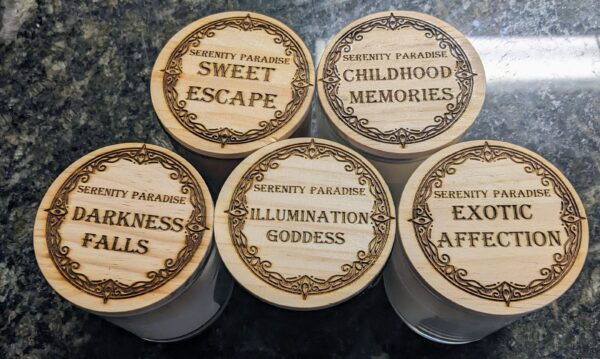 SERENITY PARADISE
SWEET
ESCAPE
SERENITY PARADISE
CHILDHOOD
MEMORIES
SERENITY PARADISE
DARKNESS
FALLS
SERENITY PARADISE
ILLUMINATION
GODDESS
SERENITY PARADISE
EXOTIC
AFFECTION